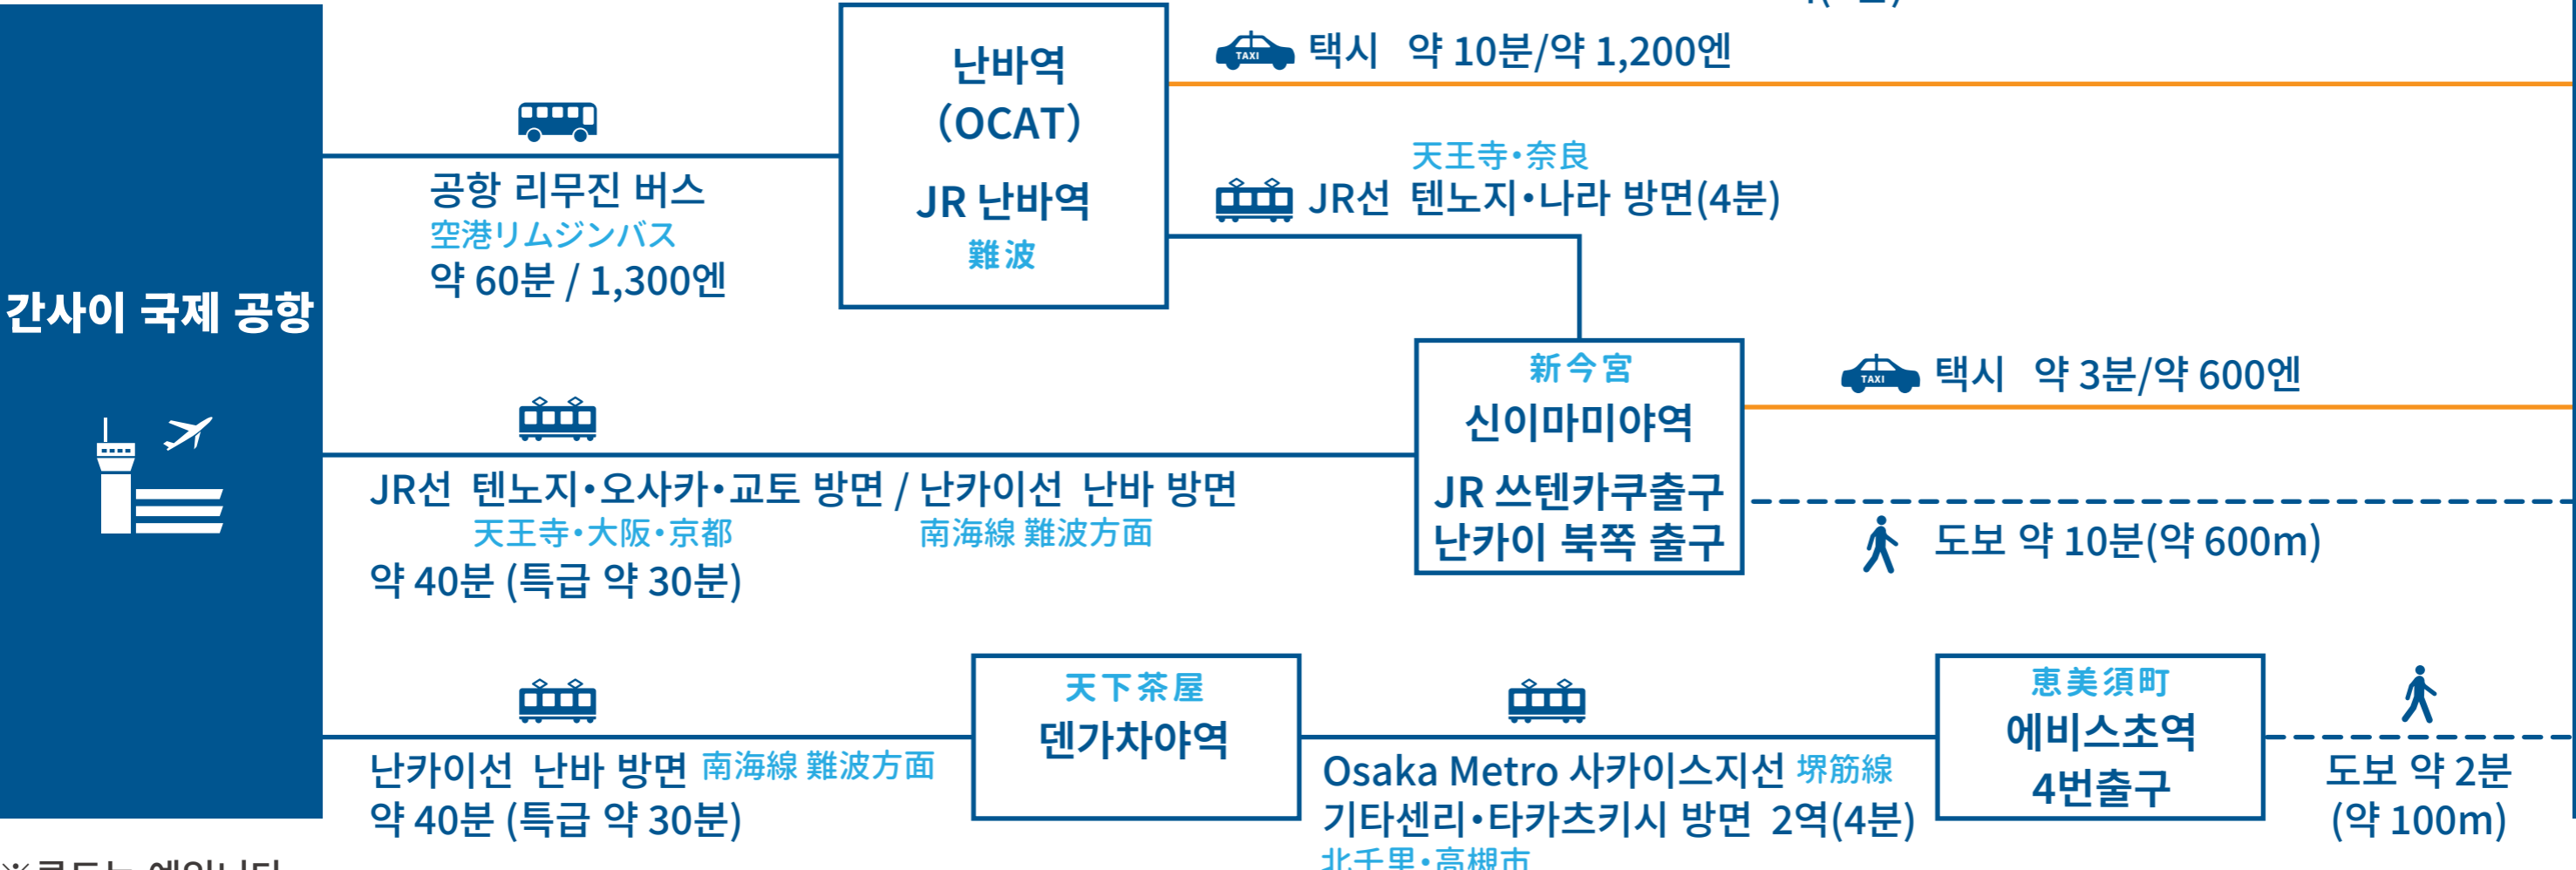 간사이 국제 공항
공항 리무진 버스
空港リムジンバス
약 60분 / 1,300엔
난바역
(OCAT)
JR 난바역
難波
TAXI 택시 약 10분/약 1,200엔
天王寺・奈良
JR선 텐노지・나라 방면(4분)
JR선 텐노지・오사카・교토 방면 / 난카이선 난바 방면
天王寺・大阪・京都 南海線 難波方面
약 40분 (특급 약 30분)
新今宮
신이마미야역
JR 쓰텐카쿠출구
난카이 북쪽 출구
TAXI 택시 약 3분/약 600엔
도보 약 10분(약 600m)
난카이선 난바 방면 南海線 難波方面
약 40분 (특급 약 30분)
天下茶屋
덴가차야역
Osaka Metro 사카이스지선 堺筋線
기타센리・타카츠키시 방면 2역(4분)
北千里・高槻市
恵美須町
에비스초역
4번출구
도보 약 2분
(약 100m)